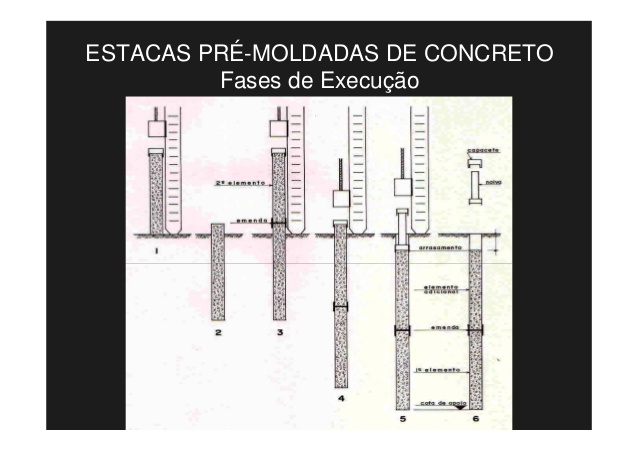 ESTACAS PRÉ-MOLDADAS DE CONCRETO
Fases de Execução
capacete
noiva
2º elemento
emenda
arrasamento
1
elemento
adicional
2
3
emenda
1º elemento
4
cota de apoio
5
6